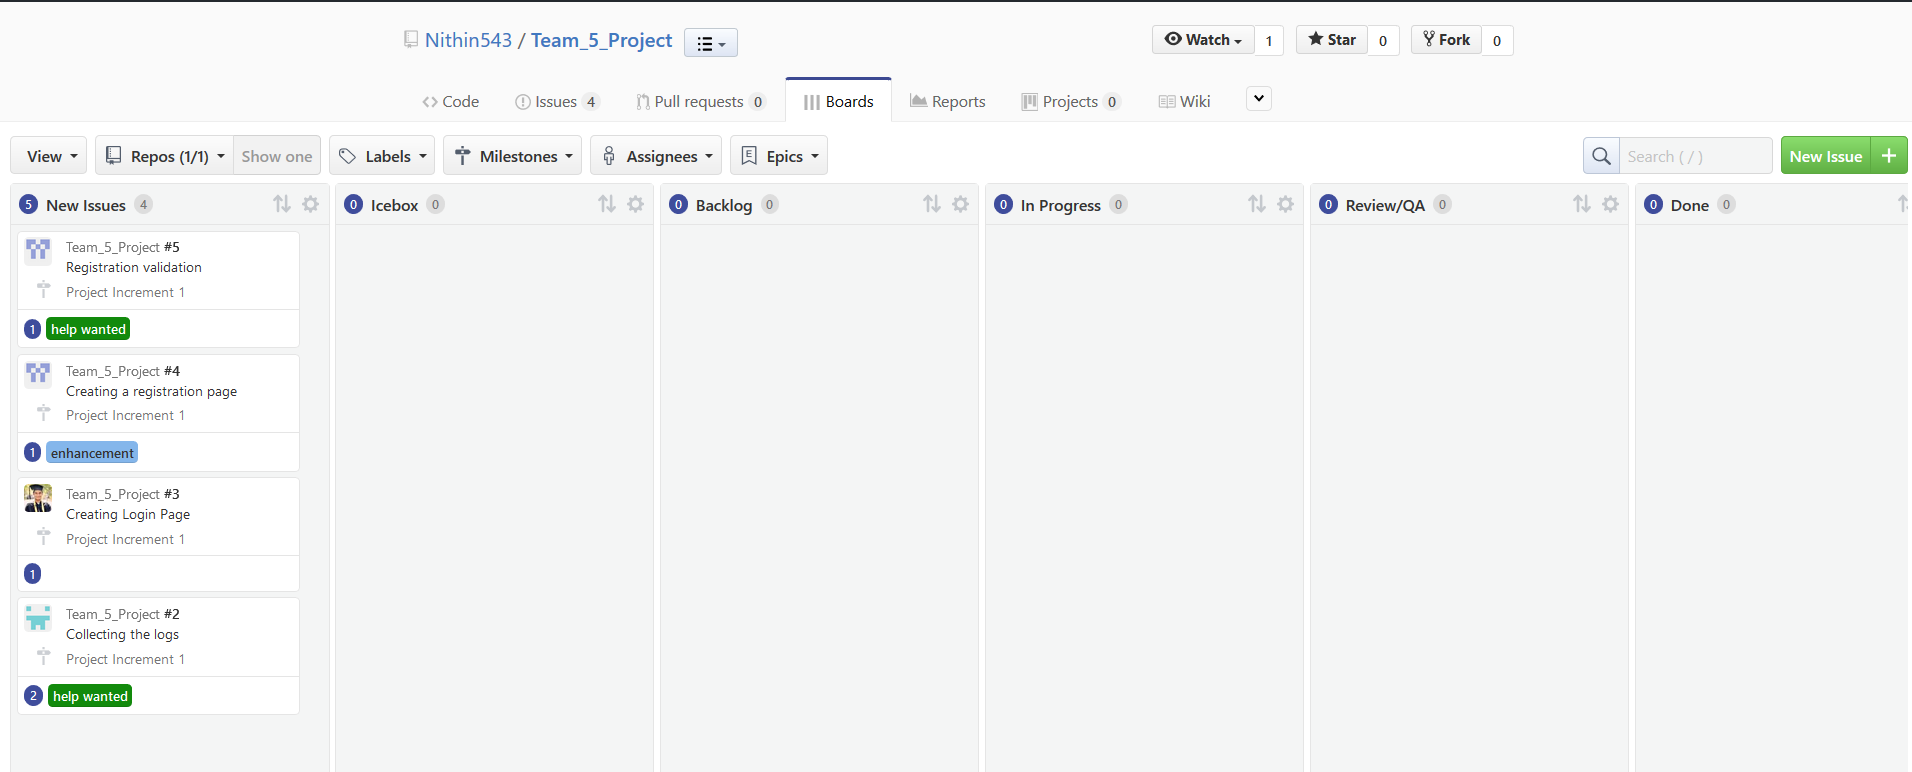 Nithin543 / Team_5_Project
Watch 1 Star 0 Fork 0
Code Issues 4 Pull requests 0 Boards Reports Projects 0 Wiki
View Repos (1/1) Show one Labels Milestones Assignees Epics Search ( / ) New Issue +
5 New Issues 4
0 Icebox 0
0 Backlog 0
0 In Progress 0
0 Review/QA 0
0 Done 0
Team_5_Project #5
Registration validation
Project Increment 1
1 help wanted
Team_5_Project #4
Creating a registration page
Project Increment 1
1 enhancement
Team_5_Project #3
Creating Login Page
Project Increment 1
1
Team_5_Project #2
Collecting the logs
Project Increment 1
2 help wanted